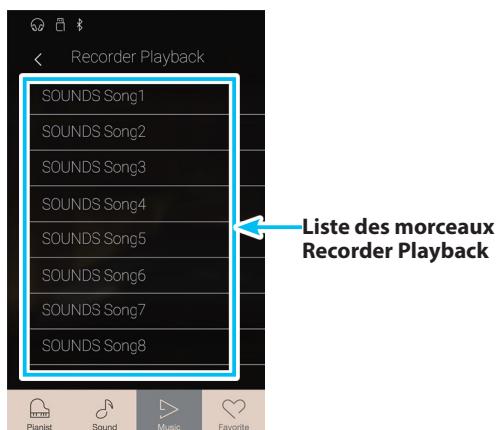 Recorder Playback
SOUNDS Song1
SOUNDS Song2
SOUNDS Song3
SOUNDS Song4
SOUNDS Song5
SOUNDS Song6
SOUNDS Song7
SOUNDS Song8
Liste des morceaux
Recorder Playback
Pianist Sound Music Favorite